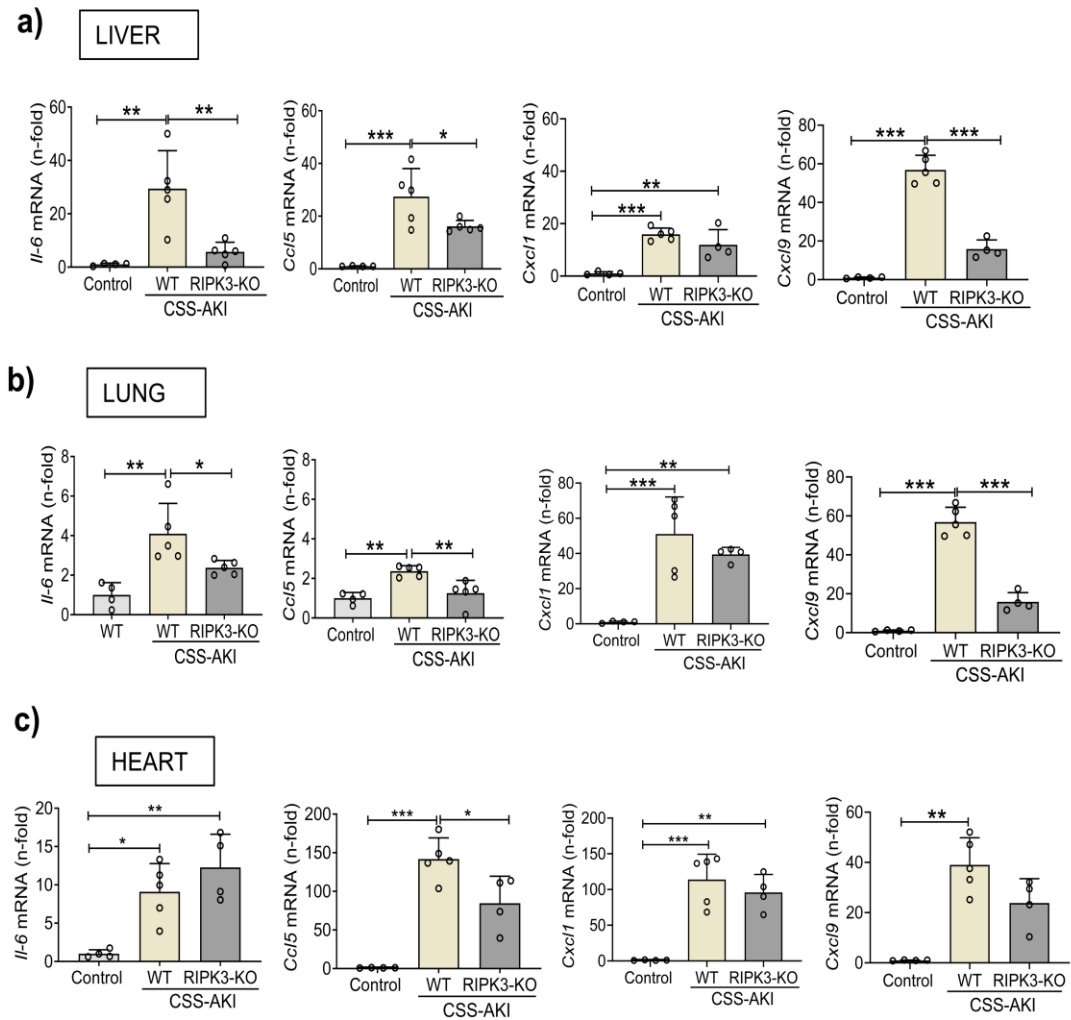 a)
LIVER
Il-6 mRNA (n-fold)
60
40
20
0
**
**
Control
WT
RIPK3-KO
CSS-AKI
Ccl5 mRNA (n-fold)
60
40
20
0
***
*
Control
WT
RIPK3-KO
CSS-AKI
Cxcl1 mRNA (n-fold)
60
40
20
0
**
***
Control
WT
RIPK3-KO
CSS-AKI
Cxcl9 mRNA (n-fold)
80
60
40
20
0
***
***
Control
WT
RIPK3-KO
CSS-AKI
b)
LUNG
Il-6 mRNA (n-fold)
8
6
4
2
0
**
*
WT
WT
RIPK3-KO
CSS-AKI
Ccl5 mRNA (n-fold)
8
6
4
2
0
**
**
Control
WT
RIPK3-KO
CSS-AKI
Cxcl1 mRNA (n-fold)
80
60
40
20
0
**
***
Control
WT
RIPK3-KO
CSS-AKI
Cxcl9 mRNA (n-fold)
80
60
40
20
0
***
***
Control
WT
RIPK3-KO
CSS-AKI
c)
HEART
Il-6 mRNA (n-fold)
20
15
10
5
0
**
*
Control
WT
RIPK3-KO
CSS-AKI
Ccl5 mRNA (n-fold)
200
150
100
50
0
***
*
Control
WT
RIPK3-KO
CSS-AKI
Cxcl1 mRNA (n-fold)
200
150
100
50
0
**
***
Control
WT
RIPK3-KO
CSS-AKI
Cxcl9 mRNA (n-fold)
60
40
20
0
**
Control
WT
RIPK3-KO
CSS-AKI